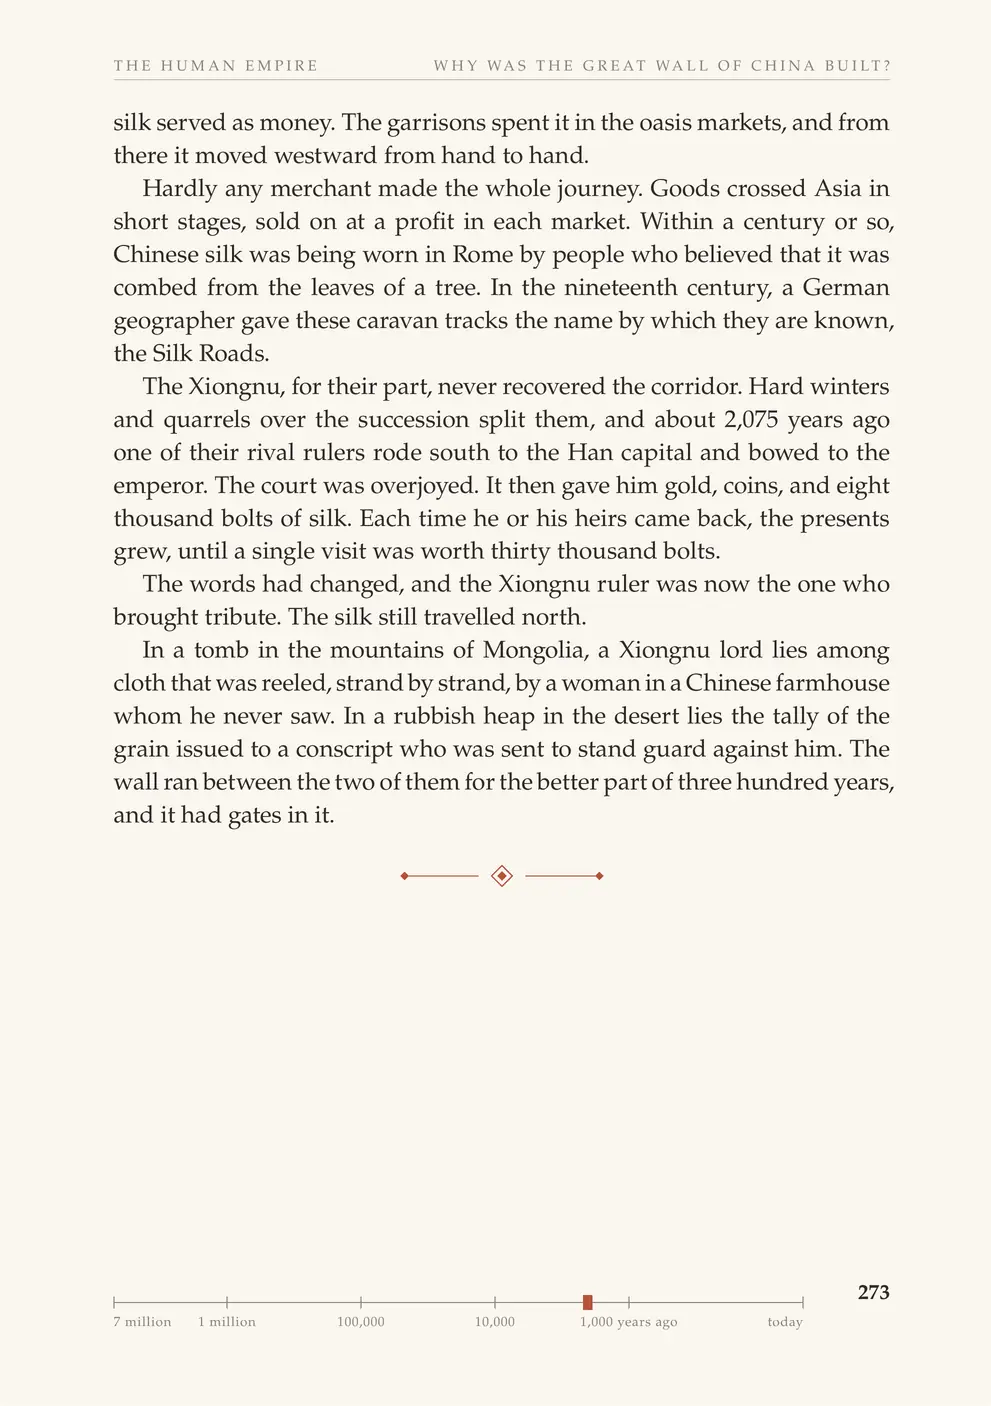 THE HUMAN EMPIRE
WHY WAS THE GREAT WALL OF CHINA BUILT?
silk served as money. The garrisons spent it in the oasis markets, and from
there it moved westward from hand to hand.
Hardly any merchant made the whole journey. Goods crossed Asia in
short stages, sold on at a profit in each market. Within a century or so,
Chinese silk was being worn in Rome by people who believed that it was
combed from the leaves of a tree. In the nineteenth century, a German
geographer gave these caravan tracks the name by which they are known,
the Silk Roads.
The Xiongnu, for their part, never recovered the corridor. Hard winters
and quarrels over the succession split them, and about 2,075 years ago
one of their rival rulers rode south to the Han capital and bowed to the
emperor. The court was overjoyed. It then gave him gold, coins, and eight
thousand bolts of silk. Each time he or his heirs came back, the presents
grew, until a single visit was worth thirty thousand bolts.
The words had changed, and the Xiongnu ruler was now the one who
brought tribute. The silk still travelled north.
In a tomb in the mountains of Mongolia, a Xiongnu lord lies among
cloth that was reeled, strand by strand, by a woman in a Chinese farmhouse
whom he never saw. In a rubbish heap in the desert lies the tally of the
grain issued to a conscript who was sent to stand guard against him. The
wall ran between the two of them for the better part of three hundred years,
and it had gates in it.
273
7 million 1 million 100,000 10,000 1,000 years ago today